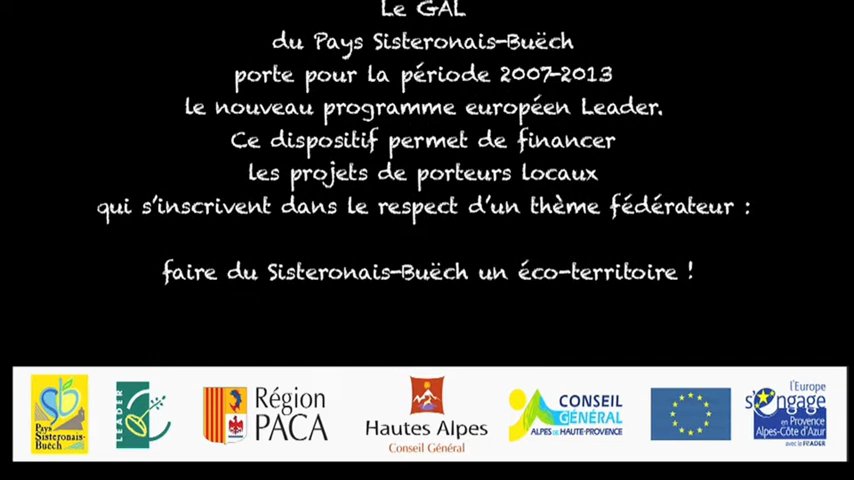 Le GAL
du Pays Sisteronais-Buëch
porte pour la période 2007-2013
le nouveau programme européen Leader.
Ce dispositif permet de financer
les projets de porteurs locaux
qui s'inscrivent dans le respect d'un thème fédérateur :
faire du Sisteronais-Buëch un éco-territoire !
Pays
Sisteronais-
Buëch
LEADER
Région
PACA
Hautes Alpes
Conseil Général
CONSEIL
GÉNÉRAL
ALPES DE HAUTE-PROVENCE
l'Europe
s'engage
en Provence
Alpes-Côte d'Azur
avec le FEADER